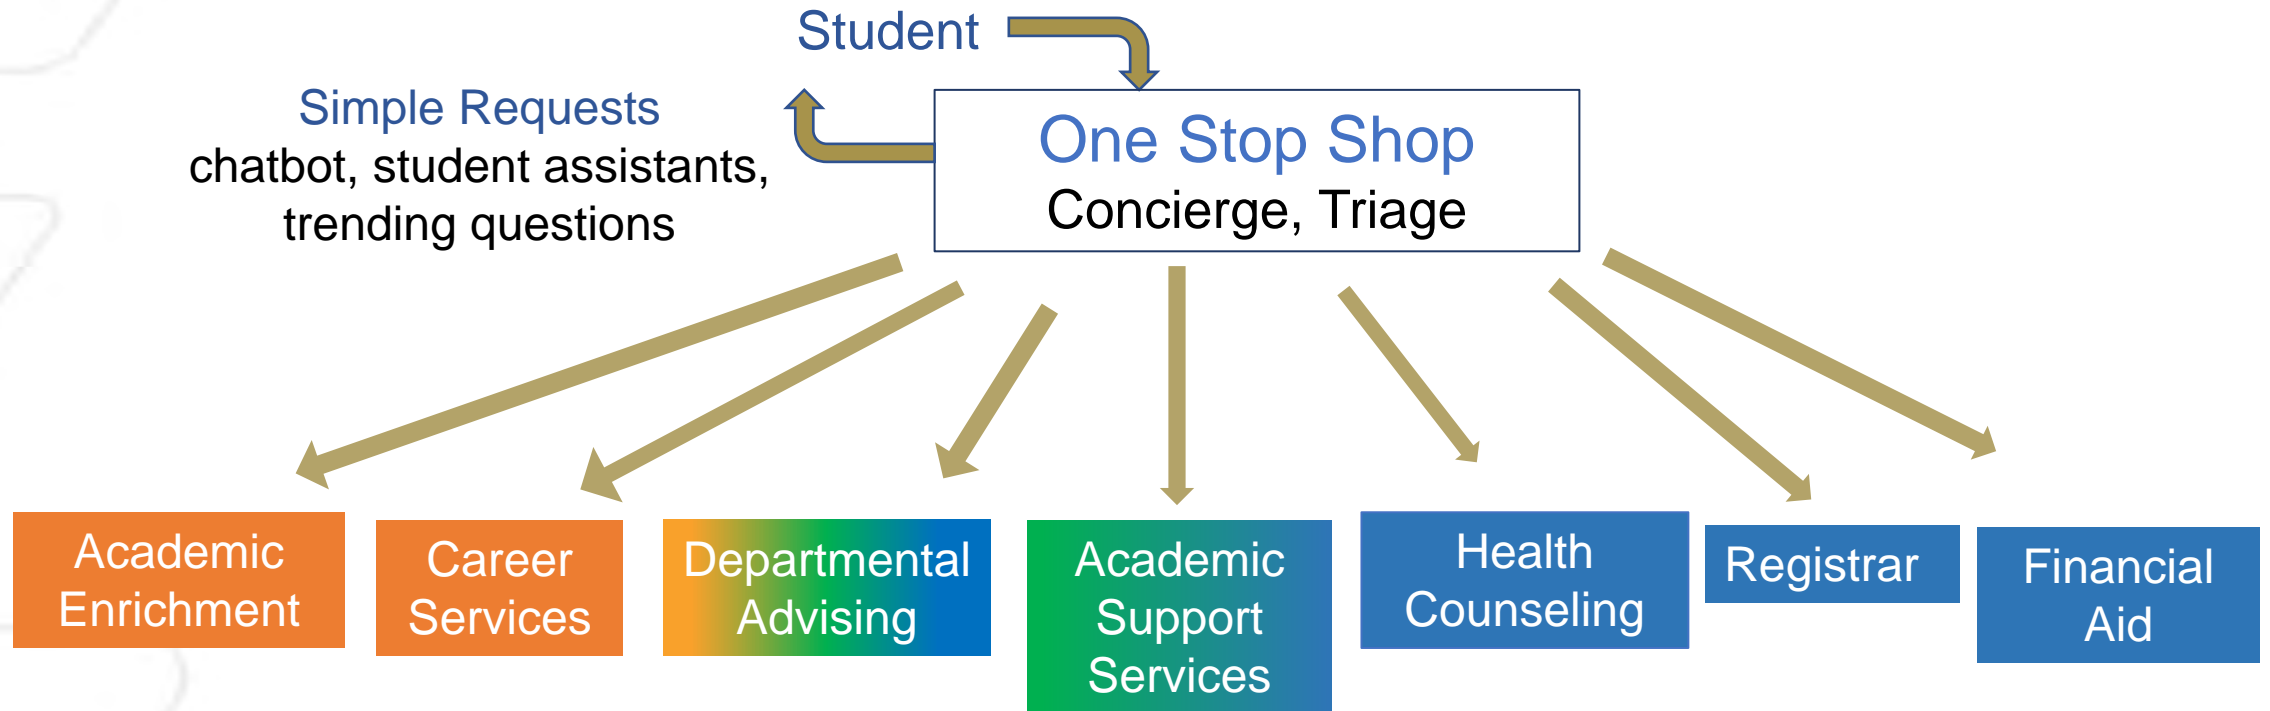 Student
Simple Requests
chatbot, student assistants,
trending questions
One Stop Shop
Concierge, Triage
Academic
Enrichment
Career
Services
Departmental
Advising
Academic
Support
Services
Health
Counseling
Registrar
Financial
Aid